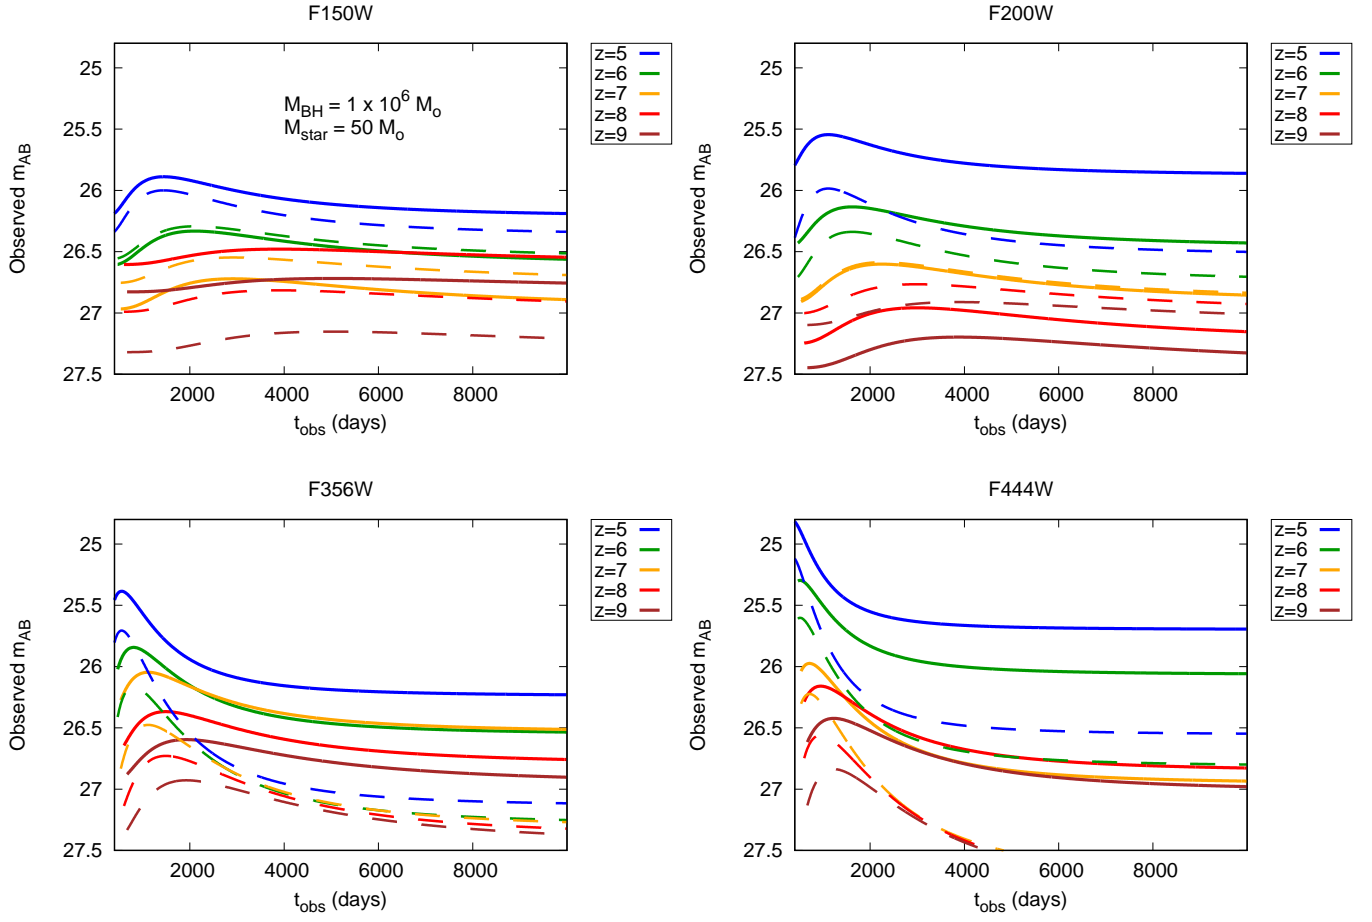 F150W
25
25.5
26
26.5
27
27.5
2000
4000
6000
8000
Observed m_AB
t_obs (days)
M_BH = 1 x 10^6 M_o
M_star = 50 M_o
z=5
z=6
z=7
z=8
z=9
F200W
25
25.5
26
26.5
27
27.5
2000
4000
6000
8000
Observed m_AB
t_obs (days)
z=5
z=6
z=7
z=8
z=9
F356W
25
25.5
26
26.5
27
27.5
2000
4000
6000
8000
Observed m_AB
t_obs (days)
z=5
z=6
z=7
z=8
z=9
F444W
25
25.5
26
26.5
27
27.5
2000
4000
6000
8000
Observed m_AB
t_obs (days)
z=5
z=6
z=7
z=8
z=9